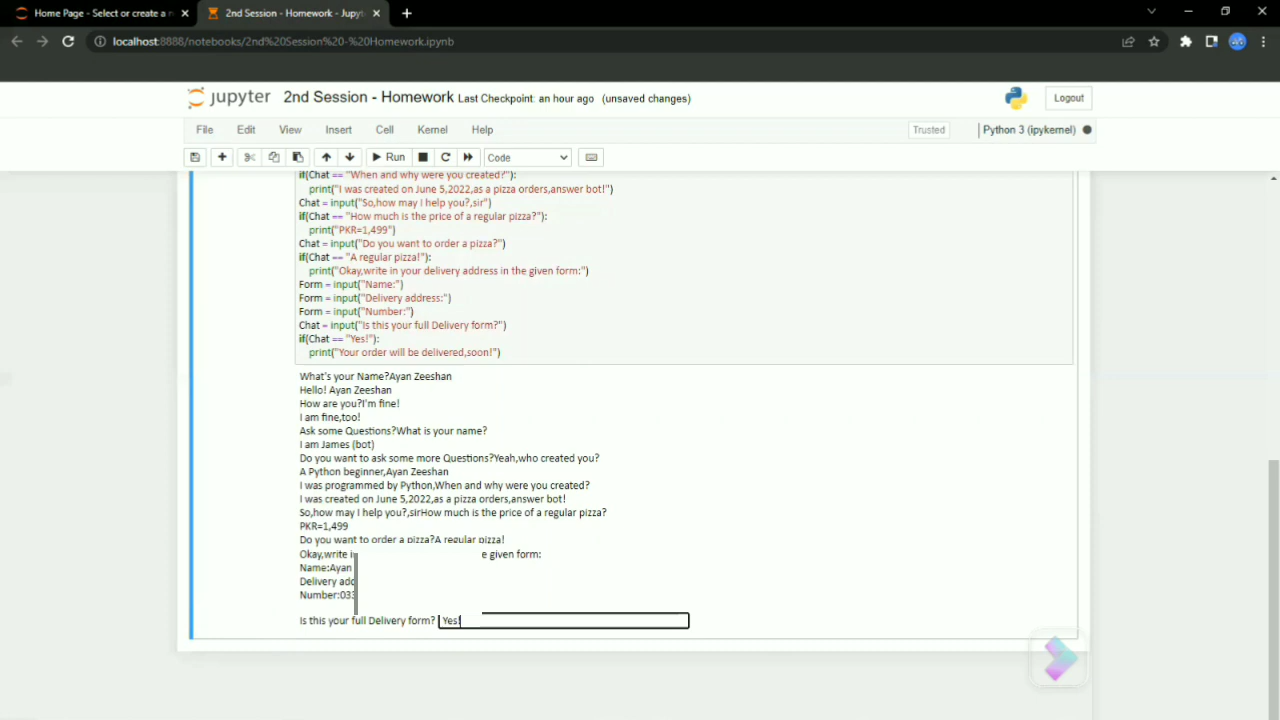 Home Page - Select or create a n
2nd Session - Homework - Jupyt
localhost:8888/notebooks/2nd%20Session%20-%20Homework.ipynb
jupyter 2nd Session - Homework Last Checkpoint: an hour ago (unsaved changes)
Logout
File Edit View Insert Cell Kernel Help Trusted Python 3 (ipykernel)
Run Code
if(Chat == "When and why were you created?"):
print("I was created on June 5,2022,as a pizza orders,answer bot!")
Chat = input("So,how may I help you?,sir")
if(Chat == "How much is the price of a regular pizza?"):
print("PKR=1,499")
Chat = input("Do you want to order a pizza?")
if(Chat == "A regular pizza!"):
print("Okay,write in your delivery address in the given form:")
Form = input("Name:")
Form = input("Delivery address:")
Form = input("Number:")
Chat = input("Is this your full Delivery form?")
if(Chat == "Yes!"):
print("Your order will be delivered,soon!")
What's your Name?Ayan Zeeshan
Hello! Ayan Zeeshan
How are you?I'm fine!
I am fine,too!
Ask some Questions?What is your name?
I am James (bot)
Do you want to ask some more Questions?Yeah,who created you?
A Python beginner,Ayan Zeeshan
I was programmed by Python,When and why were you created?
I was created on June 5,2022,as a pizza orders,answer bot!
So,how may I help you?,sirHow much is the price of a regular pizza?
PKR=1,499
Do you want to order a pizza?A regular pizza!
Okay,write i e given form:
Name:Ayan
Delivery add
Number:033
Is this your full Delivery form? Yes!